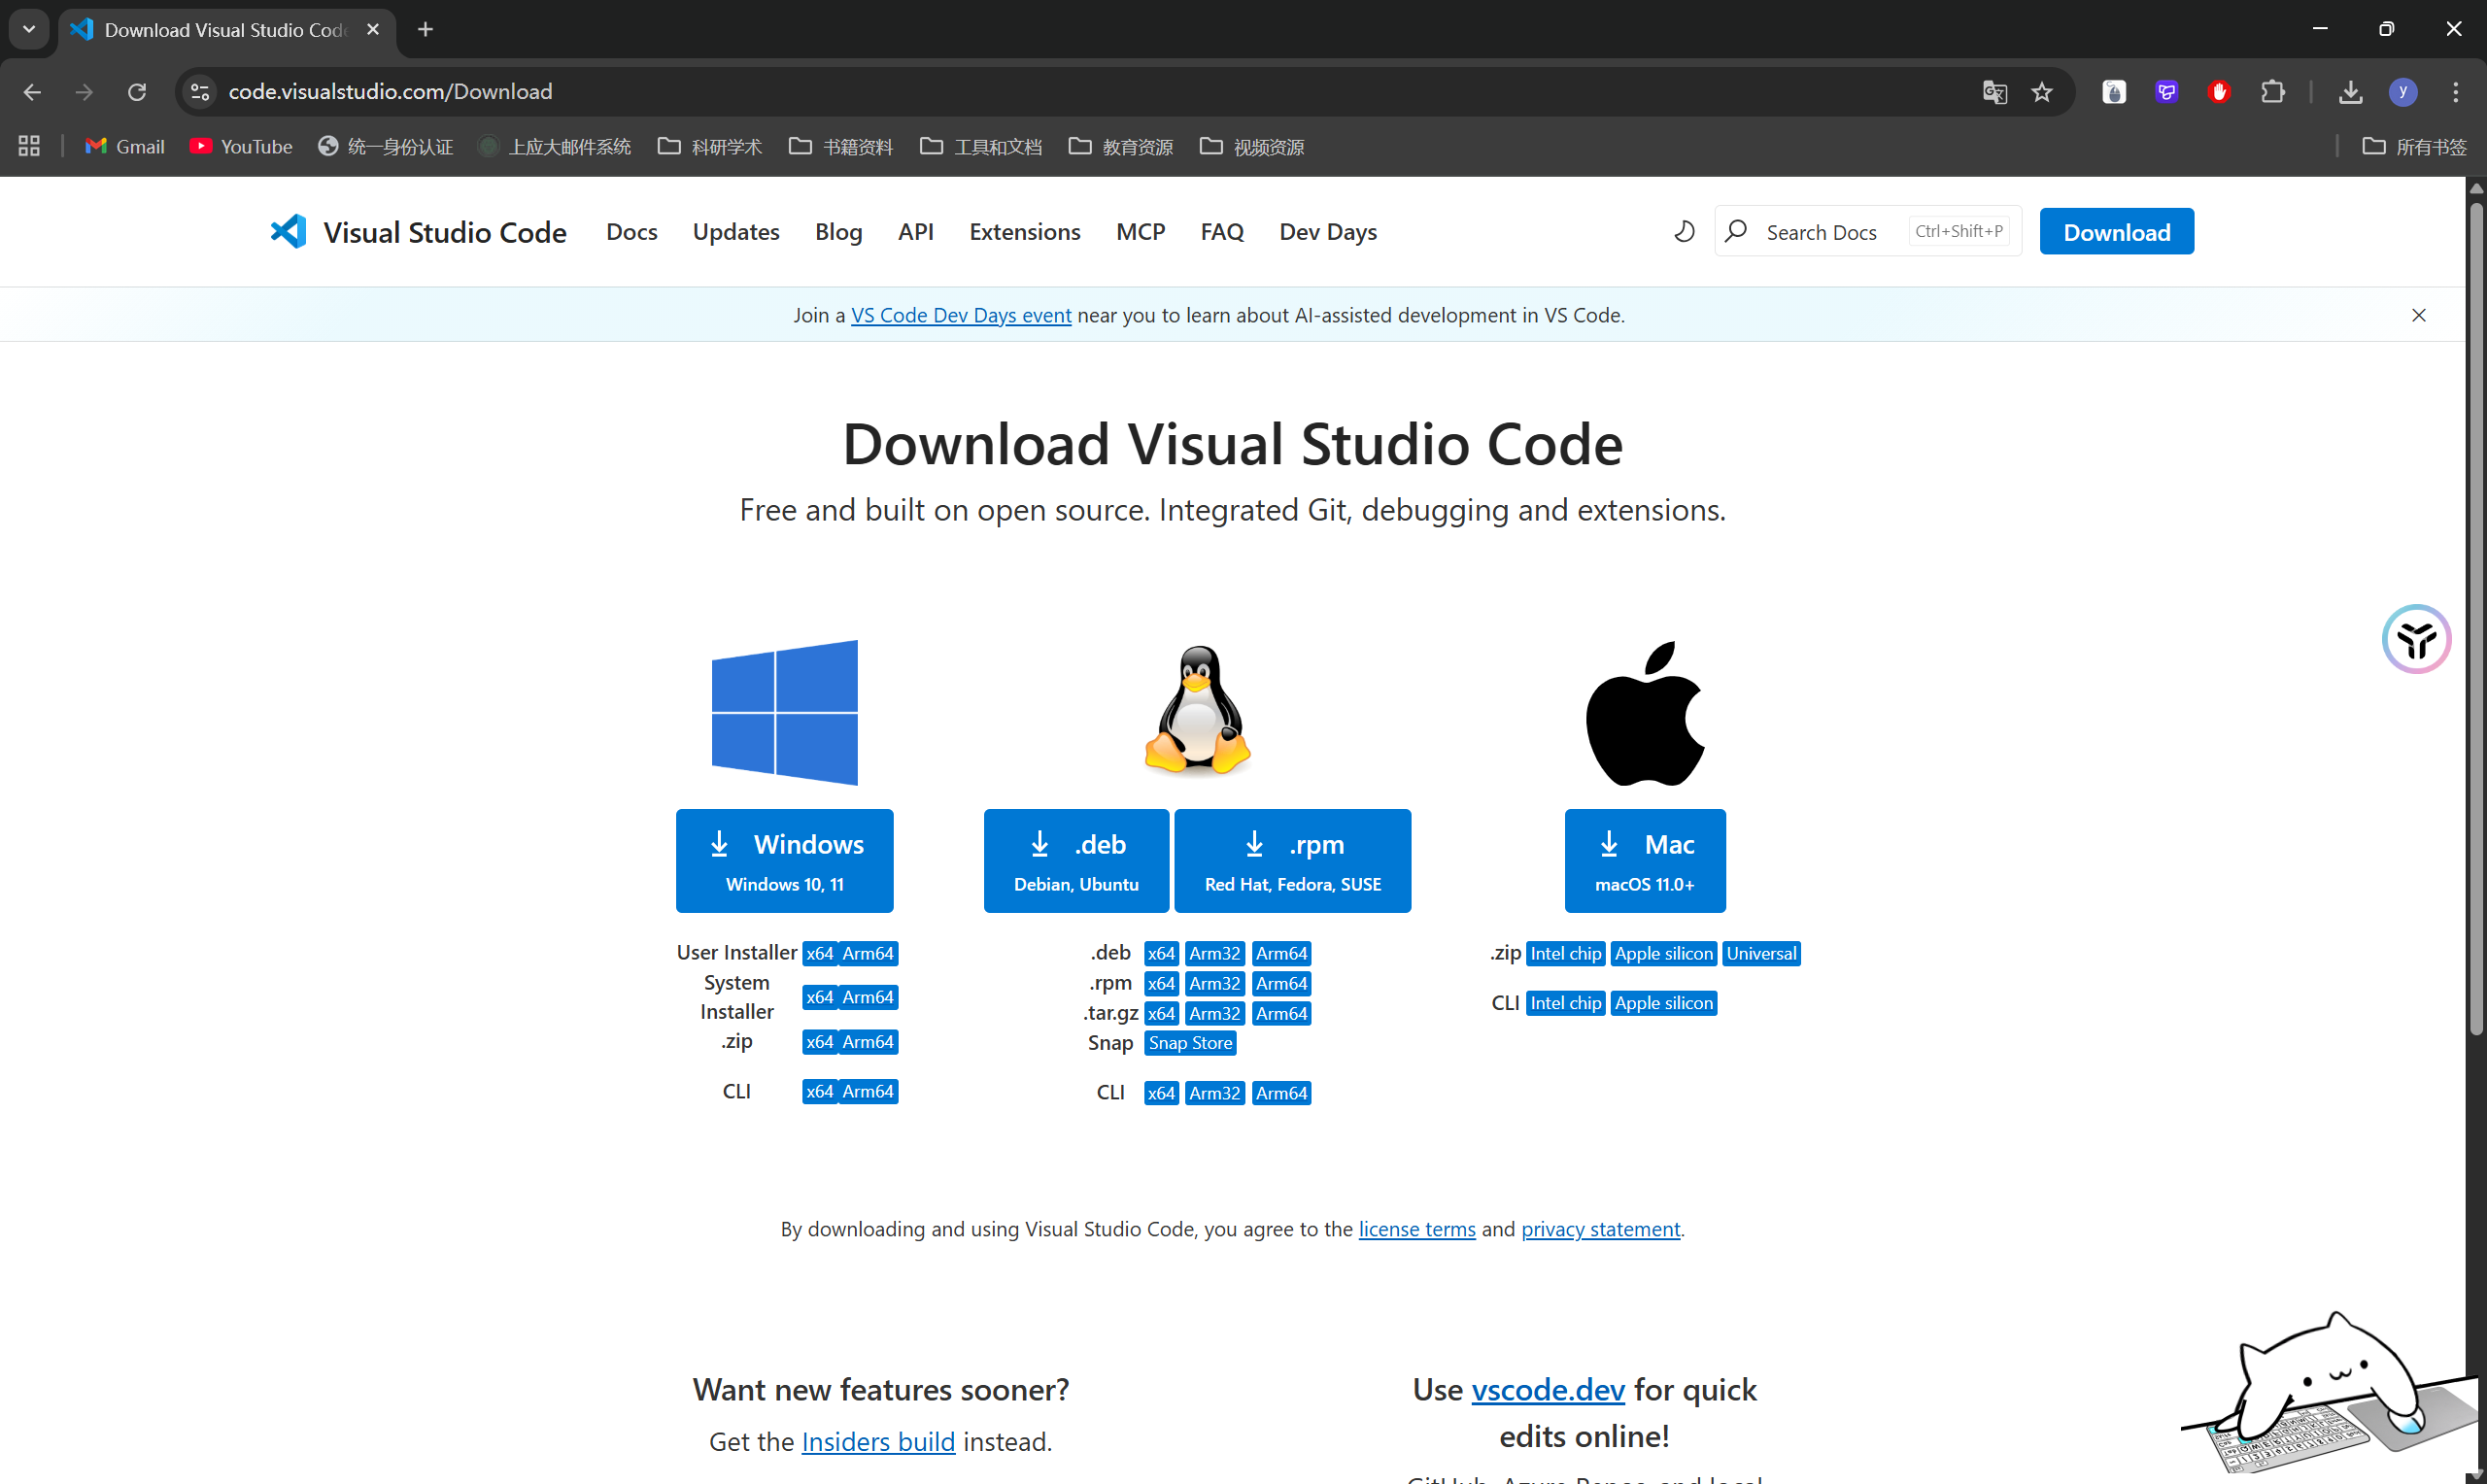 Download Visual Studio Code
code.visualstudio.com/Download
y
Gmail
YouTube
统一身份认证
上应大邮件系统
科研学术
书籍资料
工具和文档
教育资源
视频资源
所有书签
Visual Studio Code
Docs
Updates
Blog
API
Extensions
MCP
FAQ
Dev Days
Search Docs
Ctrl+Shift+P
Download
Join a VS Code Dev Days event near you to learn about AI-assisted development in VS Code.
Download Visual Studio Code
Free and built on open source. Integrated Git, debugging and extensions.
Windows
Windows 10, 11
.deb
Debian, Ubuntu
.rpm
Red Hat, Fedora, SUSE
Mac
macOS 11.0+
User Installer x64 Arm64
System
Installer
x64 Arm64
.zip x64 Arm64
CLI x64 Arm64
.deb x64 Arm32 Arm64
.rpm x64 Arm32 Arm64
.tar.gz x64 Arm32 Arm64
Snap Snap Store
CLI x64 Arm32 Arm64
.zip Intel chip Apple silicon Universal
CLI Intel chip Apple silicon
By downloading and using Visual Studio Code, you agree to the license terms and privacy statement.
Want new features sooner?
Get the Insiders build instead.
Use vscode.dev for quick
edits online!
GitHub, Azure Repos, and local